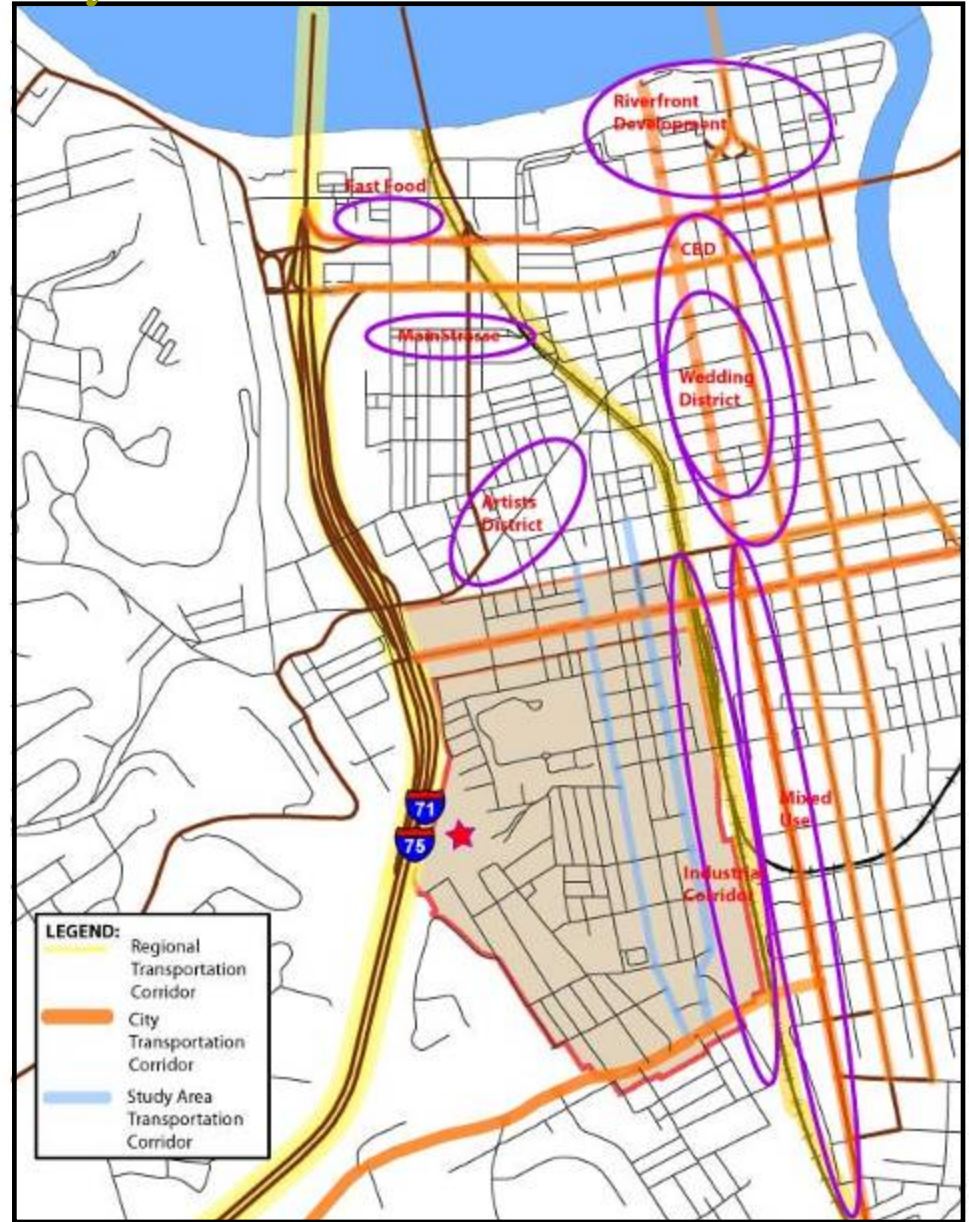 Riverfront
Development
Fast Food
CBD
MainStrasse
Wedding
District
Artists
District
71
75
Mixed
Use
Industrial
Corridor
LEGEND:
Regional
Transportation
Corridor
City
Transportation
Corridor
Study Area
Transportation
Corridor